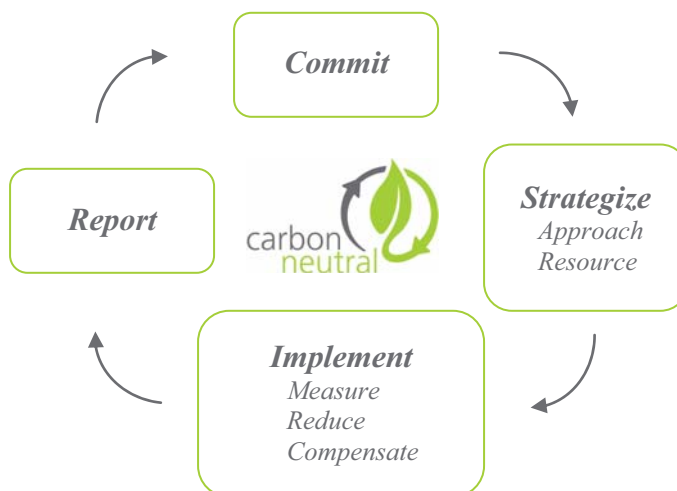 Commit
Strategize
Approach
Resource
Report
carbon
neutral
Implement
Measure
Reduce
Compensate